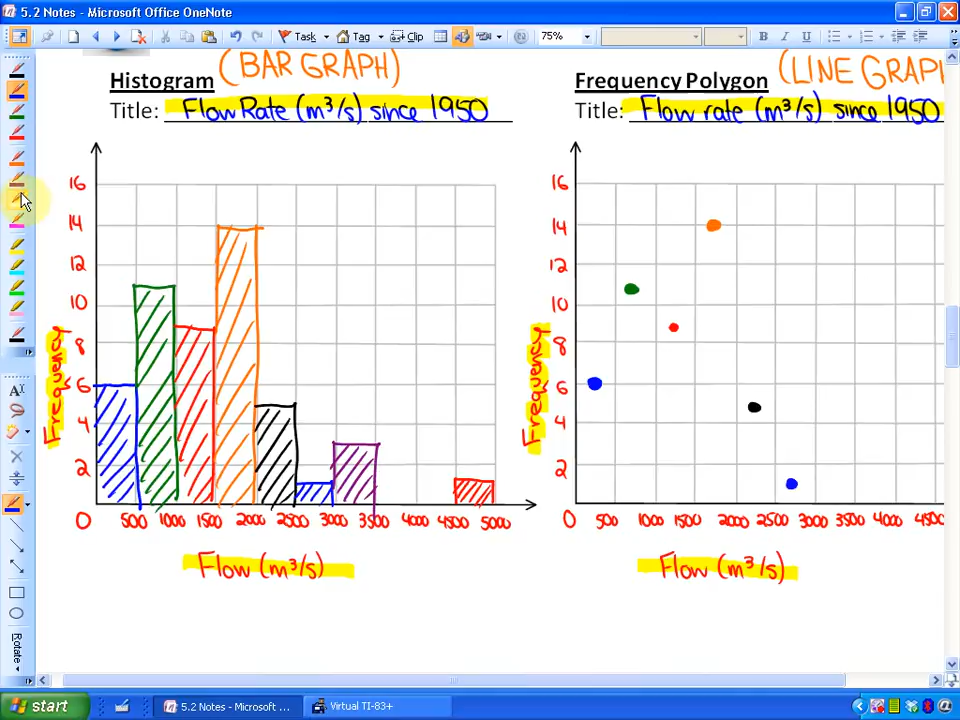 5.2 Notes - Microsoft Office OneNote
Task Tag Clip 75% B I U
Histogram (BAR GRAPH)
Title: Flow Rate (m³/s) since 1950
16
14
12
10
8
6
4
2
0 500 1000 1500 2000 2500 3000 3500 4000 4500 5000
Frequency
Flow (m³/s)
Frequency Polygon (LINE GRAPH
Title: Flow rate (m³/s) since 1950
16
14
12
10
8
6
4
2
0 500 1000 1500 2000 2500 3000 3500 4000 4500
Frequency
Flow (m³/s)
A
Rotate
start 5.2 Notes - Microsoft ... Virtual TI-83+